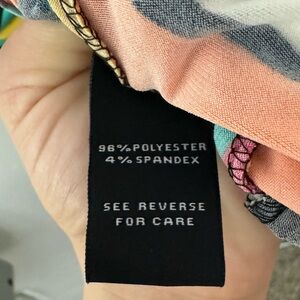 96% POLYESTER
4% SPANDEX
SEE REVERSE
FOR CARE